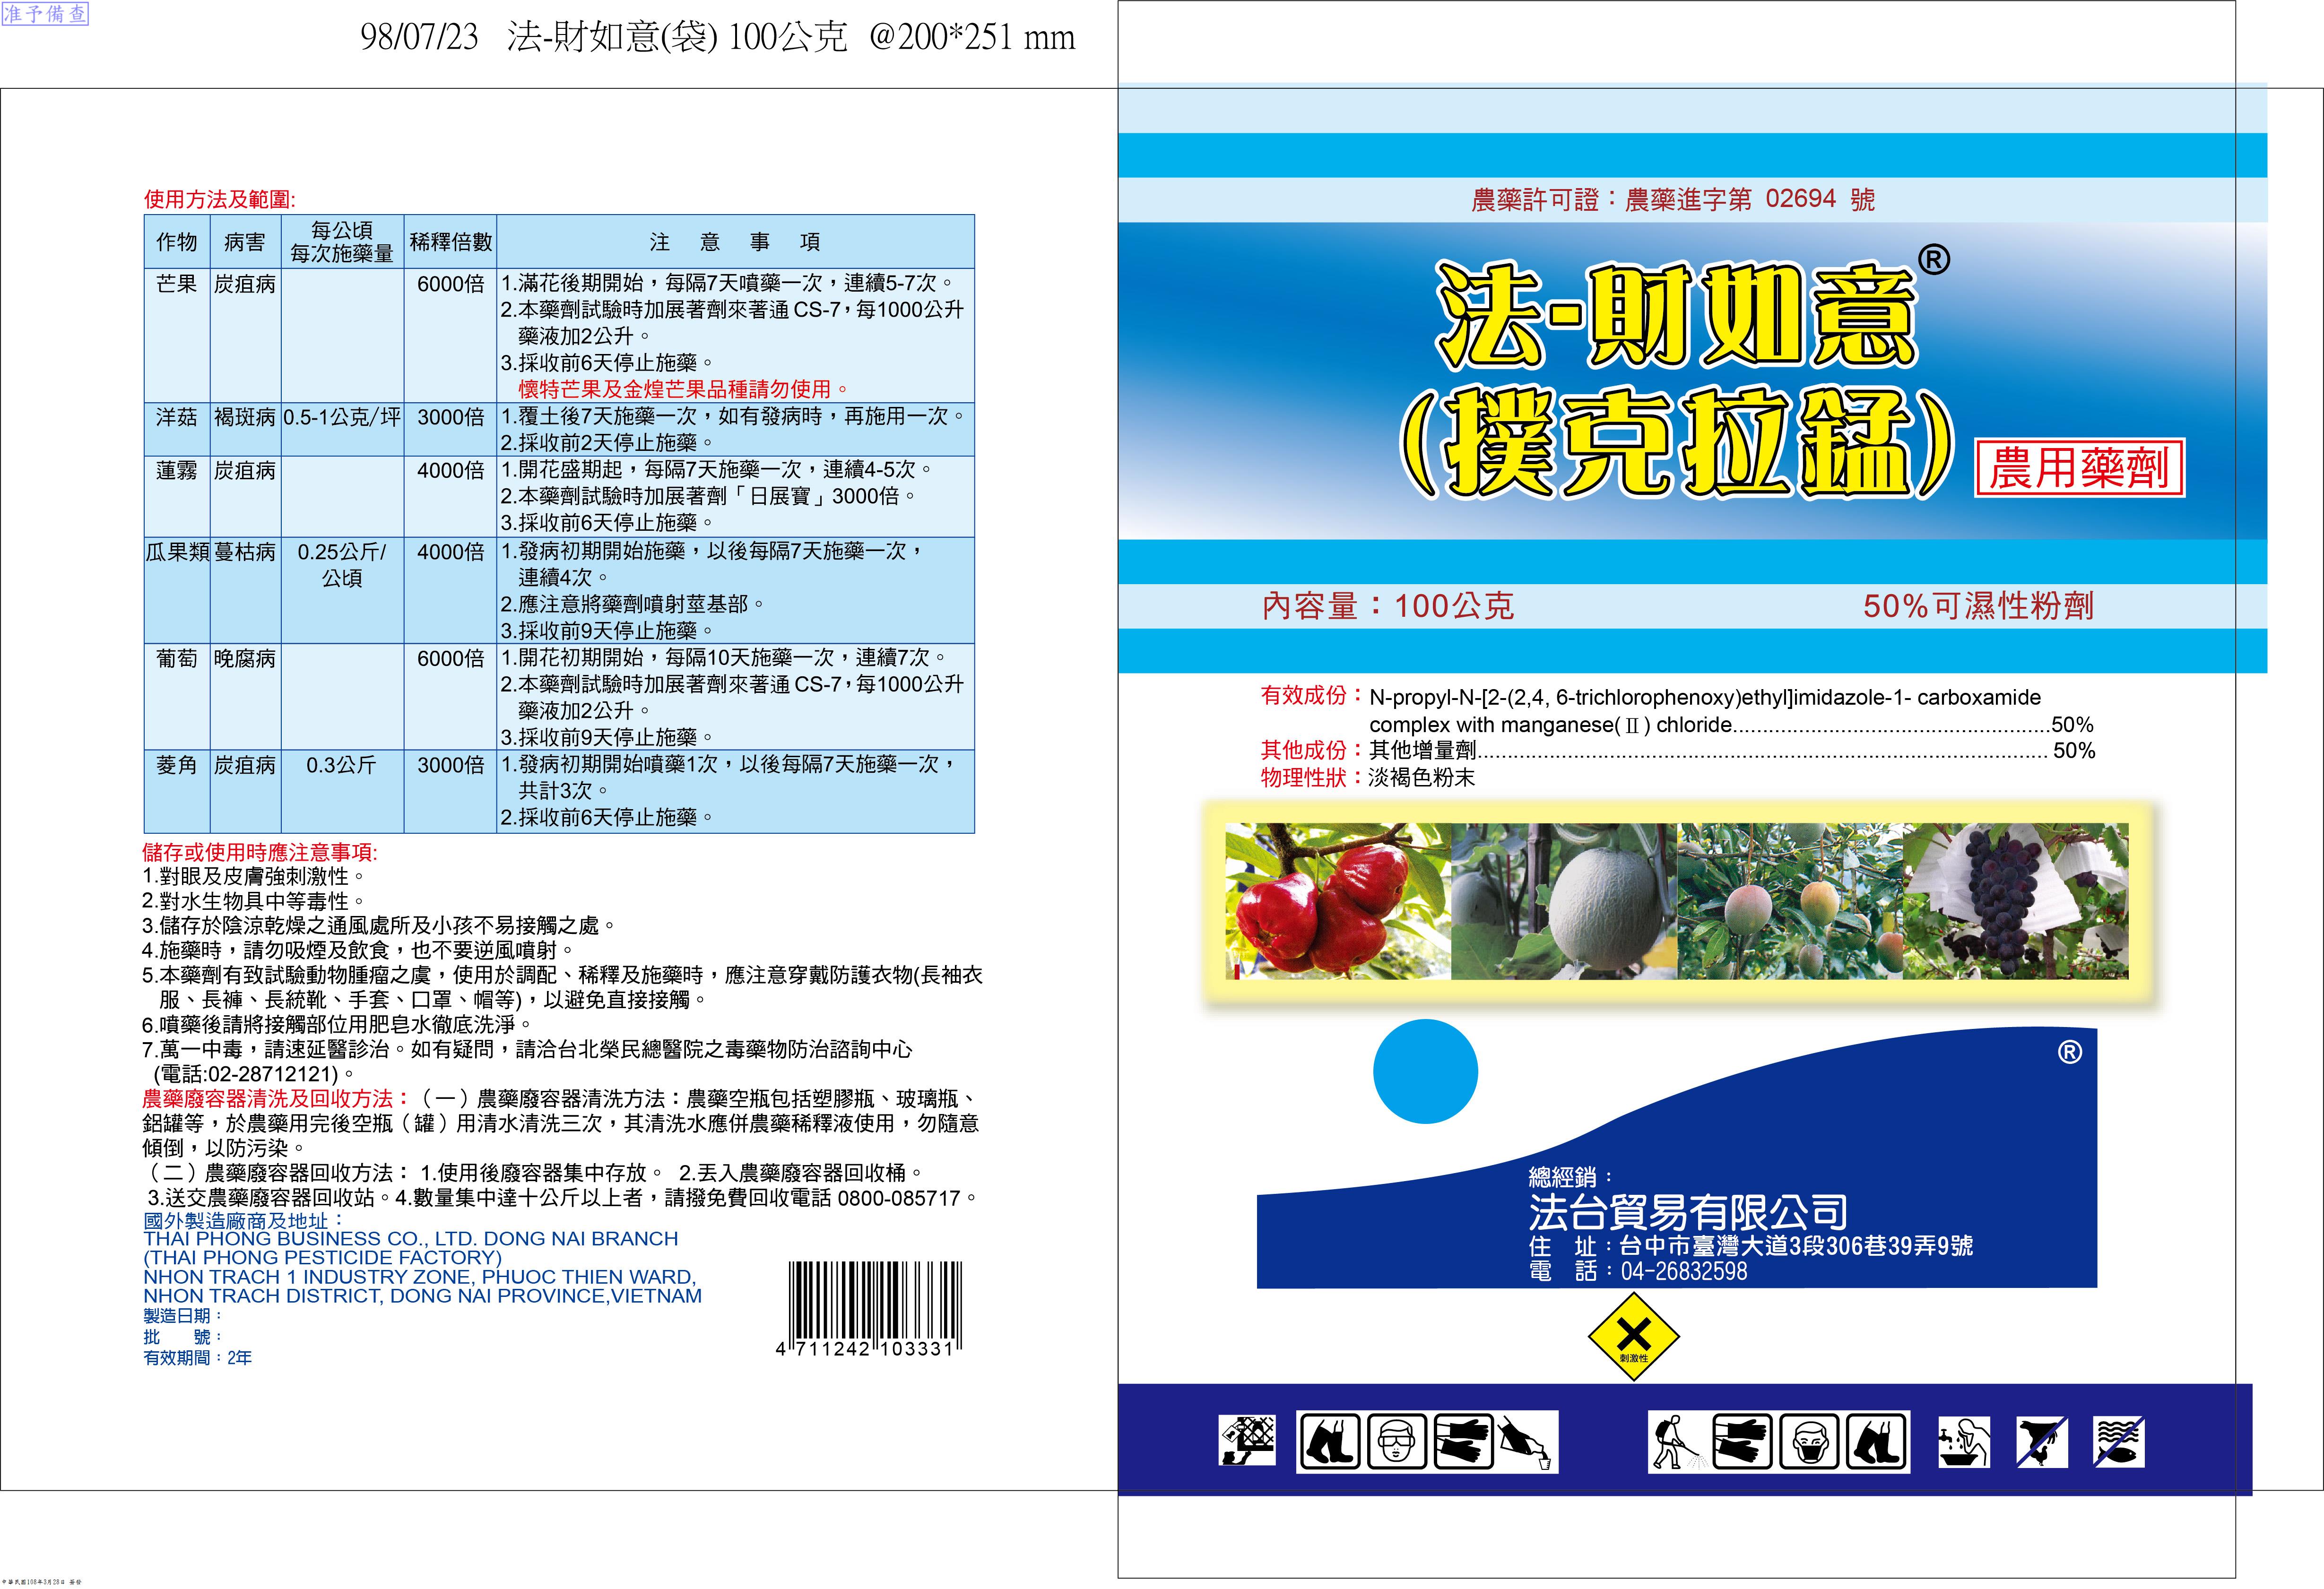 准予備查
98/07/23 法-財如意(袋) 100公克 @200*251 mm
使用方法及範圍:
作物 病害 每公頃每次施藥量 稀釋倍數 注意事項
芒果 炭疽病 6000倍 1.滿花後期開始，每隔7天噴藥一次，連續5-7次。
2.本藥劑試驗時加展著劑來著通 CS-7，每1000公升
藥液加2公升。
3.採收前6天停止施藥。
懷特芒果及金煌芒果品種請勿使用。
洋菇 褐斑病 0.5-1公克/坪 3000倍 1.覆土後7天施藥一次，如有發病時，再施用一次。
2.採收前2天停止施藥。
蓮霧 炭疽病 4000倍 1.開花盛期起，每隔7天施藥一次，連續4-5次。
2.本藥劑試驗時加展著劑「日展寶」3000倍。
3.採收前6天停止施藥。
瓜果類 蔓枯病 0.25公斤/公頃 4000倍 1.發病初期開始施藥，以後每隔7天施藥一次，
連續4次。
2.應注意將藥劑噴射莖基部。
3.採收前9天停止施藥。
葡萄 晚腐病 6000倍 1.開花初期開始，每隔10天施藥一次，連續7次。
2.本藥劑試驗時加展著劑來著通 CS-7，每1000公升
藥液加2公升。
3.採收前9天停止施藥。
菱角 炭疽病 0.3公斤 3000倍 1.發病初期開始噴藥1次，以後每隔7天施藥一次，
共計3次。
2.採收前6天停止施藥。
儲存或使用時應注意事項:
1.對眼及皮膚強刺激性。
2.對水生物具中等毒性。
3.儲存於陰涼乾燥之通風處所及小孩不易接觸之處。
4.施藥時，請勿吸煙及飲食，也不要逆風噴射。
5.本藥劑有致試驗動物腫瘤之虞，使用於調配、稀釋及施藥時，應注意穿戴防護衣物(長袖衣
服、長褲、長統靴、手套、口罩、帽等)，以避免直接接觸。
6.噴藥後請將接觸部位用肥皂水徹底洗淨。
7.萬一中毒，請速延醫診治。如有疑問，請洽台北榮民總醫院之毒藥物防治諮詢中心
(電話:02-28712121)。
農藥廢容器清洗及回收方法：（一）農藥廢容器清洗方法：農藥空瓶包括塑膠瓶、玻璃瓶、
鋁罐等，於農藥用完後空瓶（罐）用清水清洗三次，其清洗水應併農藥稀釋液使用，勿隨意
傾倒，以防污染。
（二）農藥廢容器回收方法： 1.使用後廢容器集中存放。 2.丟入農藥廢容器回收桶。
3.送交農藥廢容器回收站。4.數量集中達十公斤以上者，請撥免費回收電話 0800-085717。
國外製造廠商及地址：
THAI PHONG BUSINESS CO., LTD. DONG NAI BRANCH
(THAI PHONG PESTICIDE FACTORY)
NHON TRACH 1 INDUSTRY ZONE, PHUOC THIEN WARD,
NHON TRACH DISTRICT, DONG NAI PROVINCE,VIETNAM
製造日期：
批　　號：
有效期間：2年
4 711242 103331
農藥許可證：農藥進字第 02694 號
法-財如意®
(撲克拉錳)
農用藥劑
內容量：100公克 50%可濕性粉劑
有效成份：N-propyl-N-[2-(2,4, 6-trichlorophenoxy)ethyl]imidazole-1- carboxamide
complex with manganese(Ⅱ) chloride.....................................................50%
其他成份：其他增量劑............................................................................................... 50%
物理性狀：淡褐色粉末
®
總經銷：
法台貿易有限公司
住　址：台中市臺灣大道3段306巷39弄9號
電　話：04-26832598
刺激性
中華民國108年3月28日 簽發